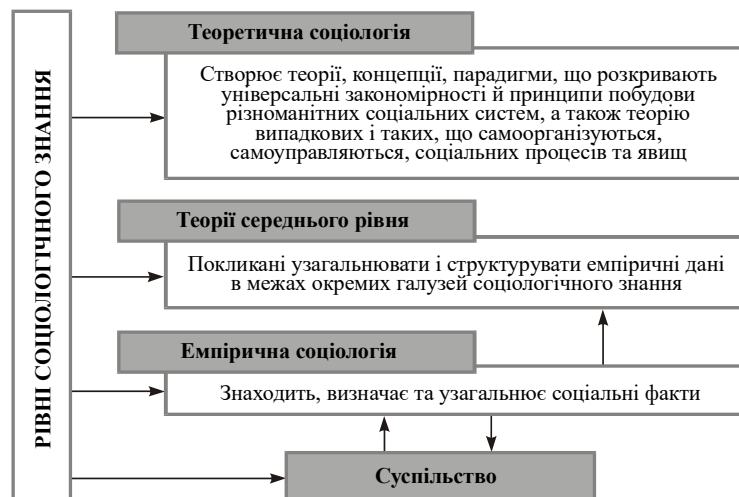 РІВНІ СОЦІОЛОГІЧНОГО ЗНАННЯ
Теоретична соціологія
Створює теорії, концепції, парадигми, що розкривають
універсальні закономірності й принципи побудови
різноманітних соціальних систем, а також теорію
випадкових і таких, що самоорганізуються,
самоуправляються, соціальних процесів та явищ
Теорії середнього рівня
Покликані узагальнювати і структурувати емпіричні дані
в межах окремих галузей соціологічного знання
Емпірична соціологія
Знаходить, визначає та узагальнює соціальні факти
Суспільство